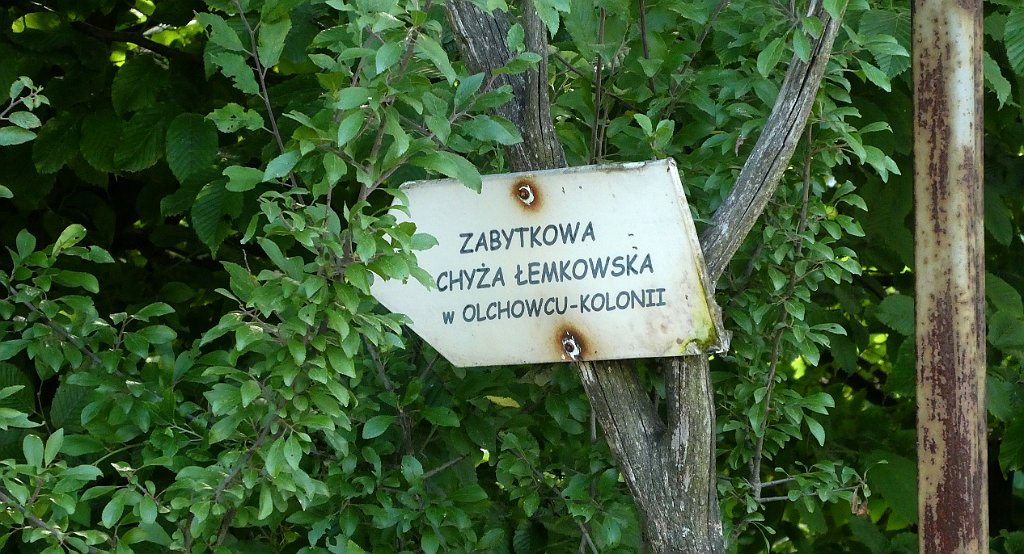 ZABYTKOWA
CHYŻA ŁEMKOWSKA
w OLCHOWCU-KOLONII